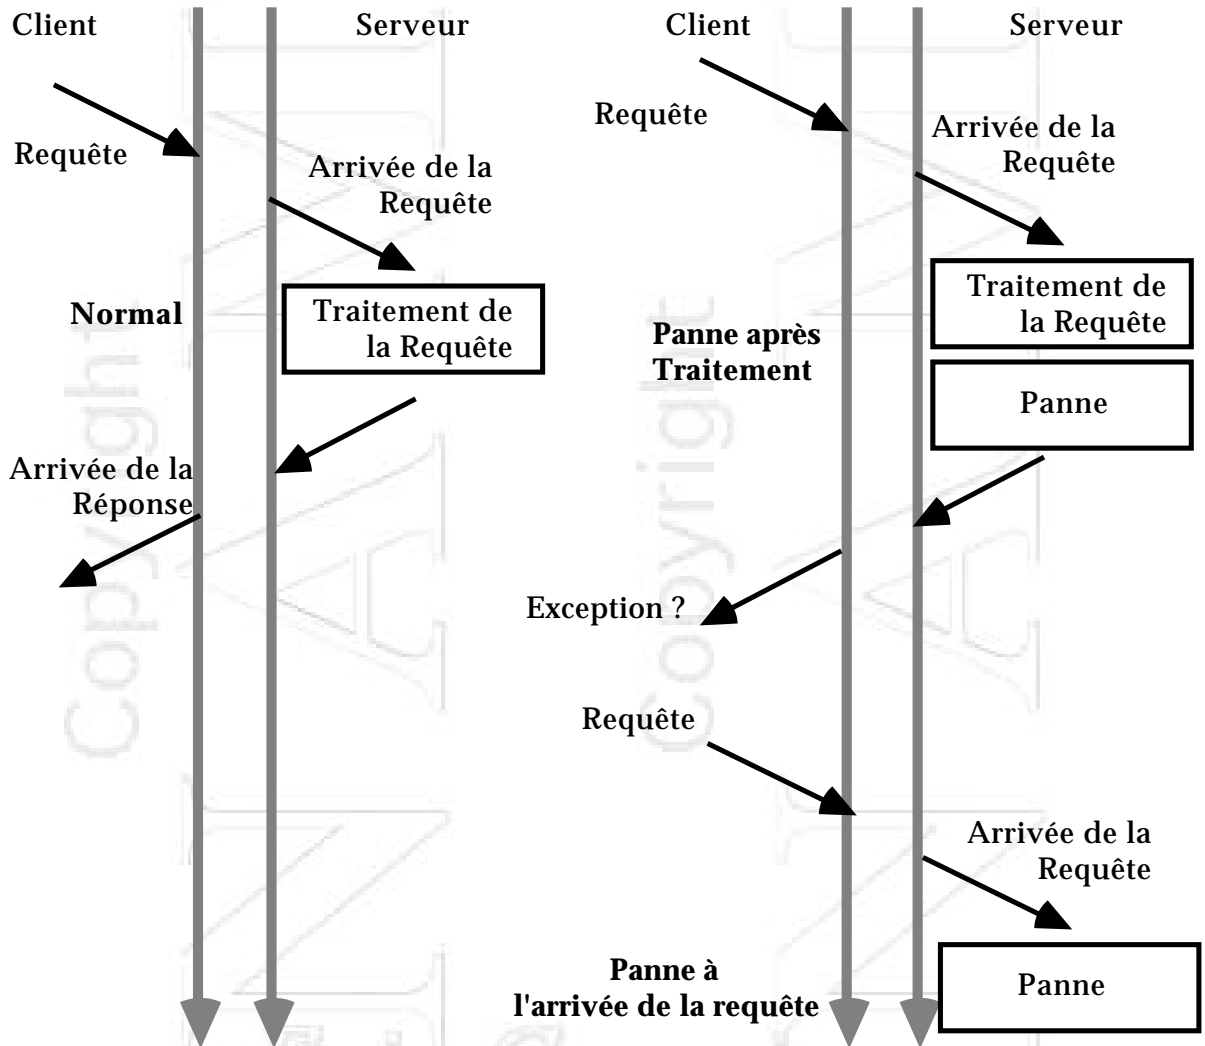 Client
Serveur
Requête
Arrivée de la
Requête
Normal
Traitement de
la Requête
Arrivée de la
Réponse
Client
Serveur
Requête
Arrivée de la
Requête
Traitement de
la Requête
Panne après
Traitement
Panne
Exception ?
Requête
Arrivée de la
Requête
Panne à
l'arrivée de la requête
Panne
Copyright
Copyright